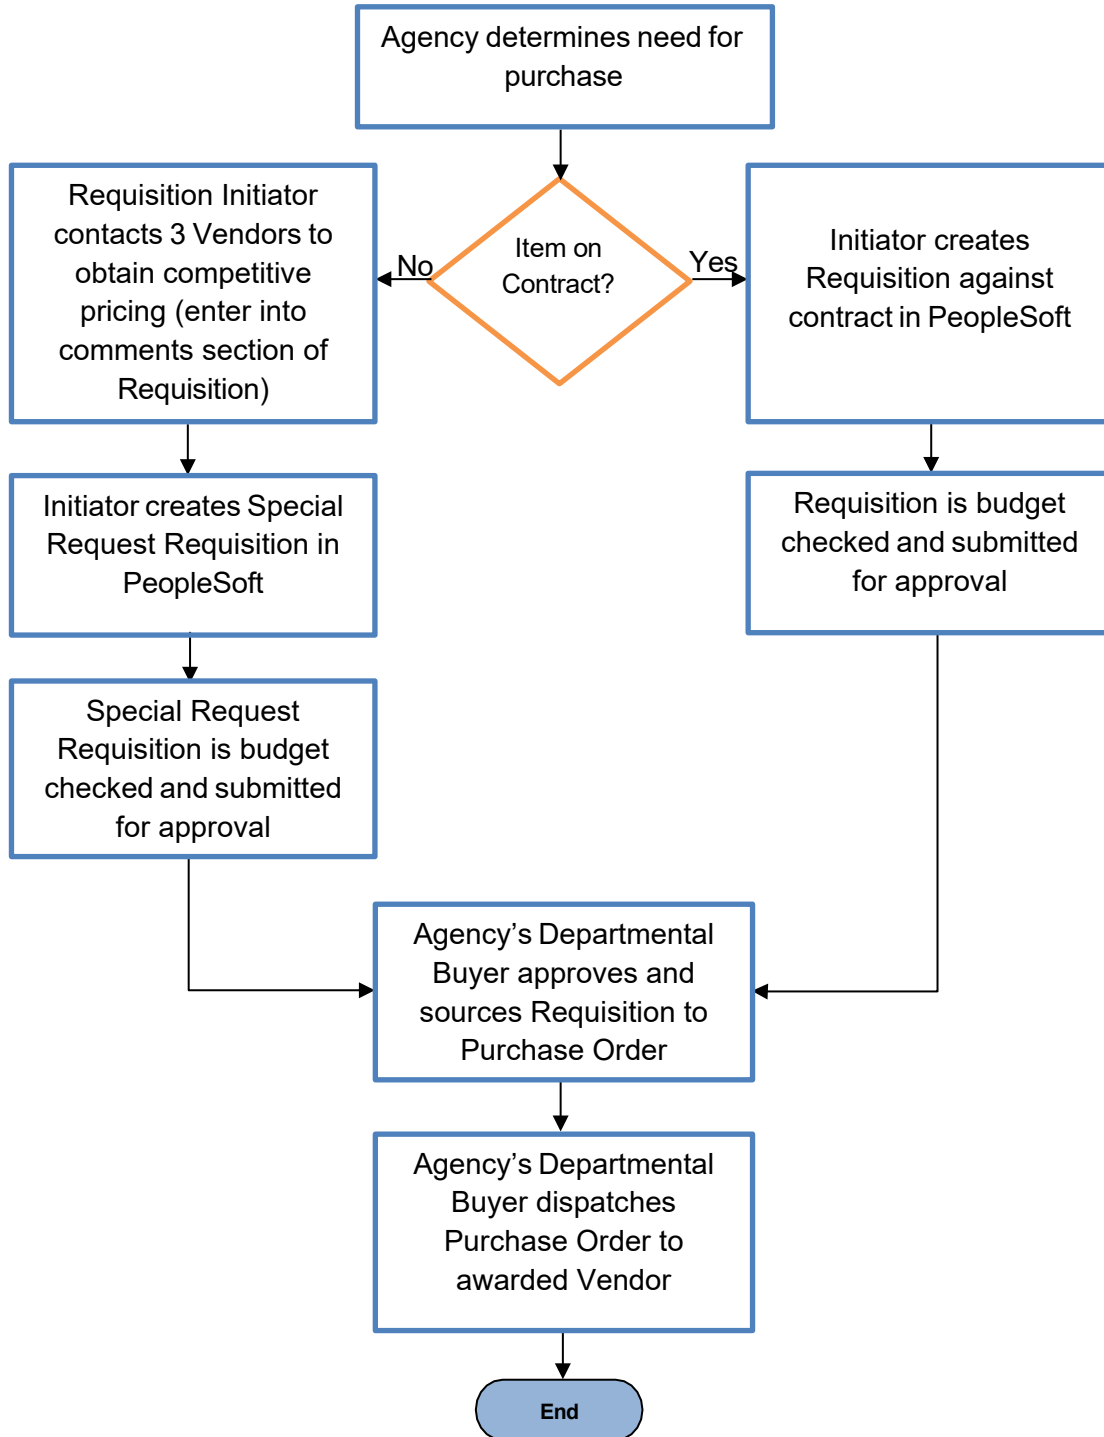 Agency determines need for
purchase
Requisition Initiator
contacts 3 Vendors to
obtain competitive
pricing (enter into
comments section of
Requisition)
No
Item on
Contract?
Yes
Initiator creates
Requisition against
contract in PeopleSoft
Initiator creates Special
Request Requisition in
PeopleSoft
Requisition is budget
checked and submitted
for approval
Special Request
Requisition is budget
checked and submitted
for approval
Agency’s Departmental
Buyer approves and
sources Requisition to
Purchase Order
Agency’s Departmental
Buyer dispatches
Purchase Order to
awarded Vendor
End